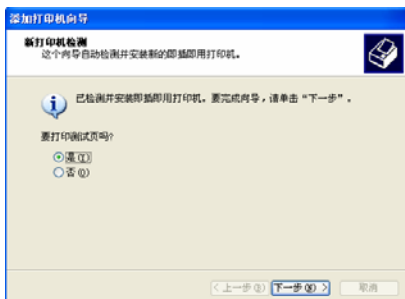 添加打印机向导
新打印机检测
这个向导自动检测并安装新的即插即用打印机。
已检测并安装即插即用打印机。要完成向导，请单击“下一步”。
要打印测试页吗?
是(Y)
否(O)
<上一步(B) 下一步(N) > 取消